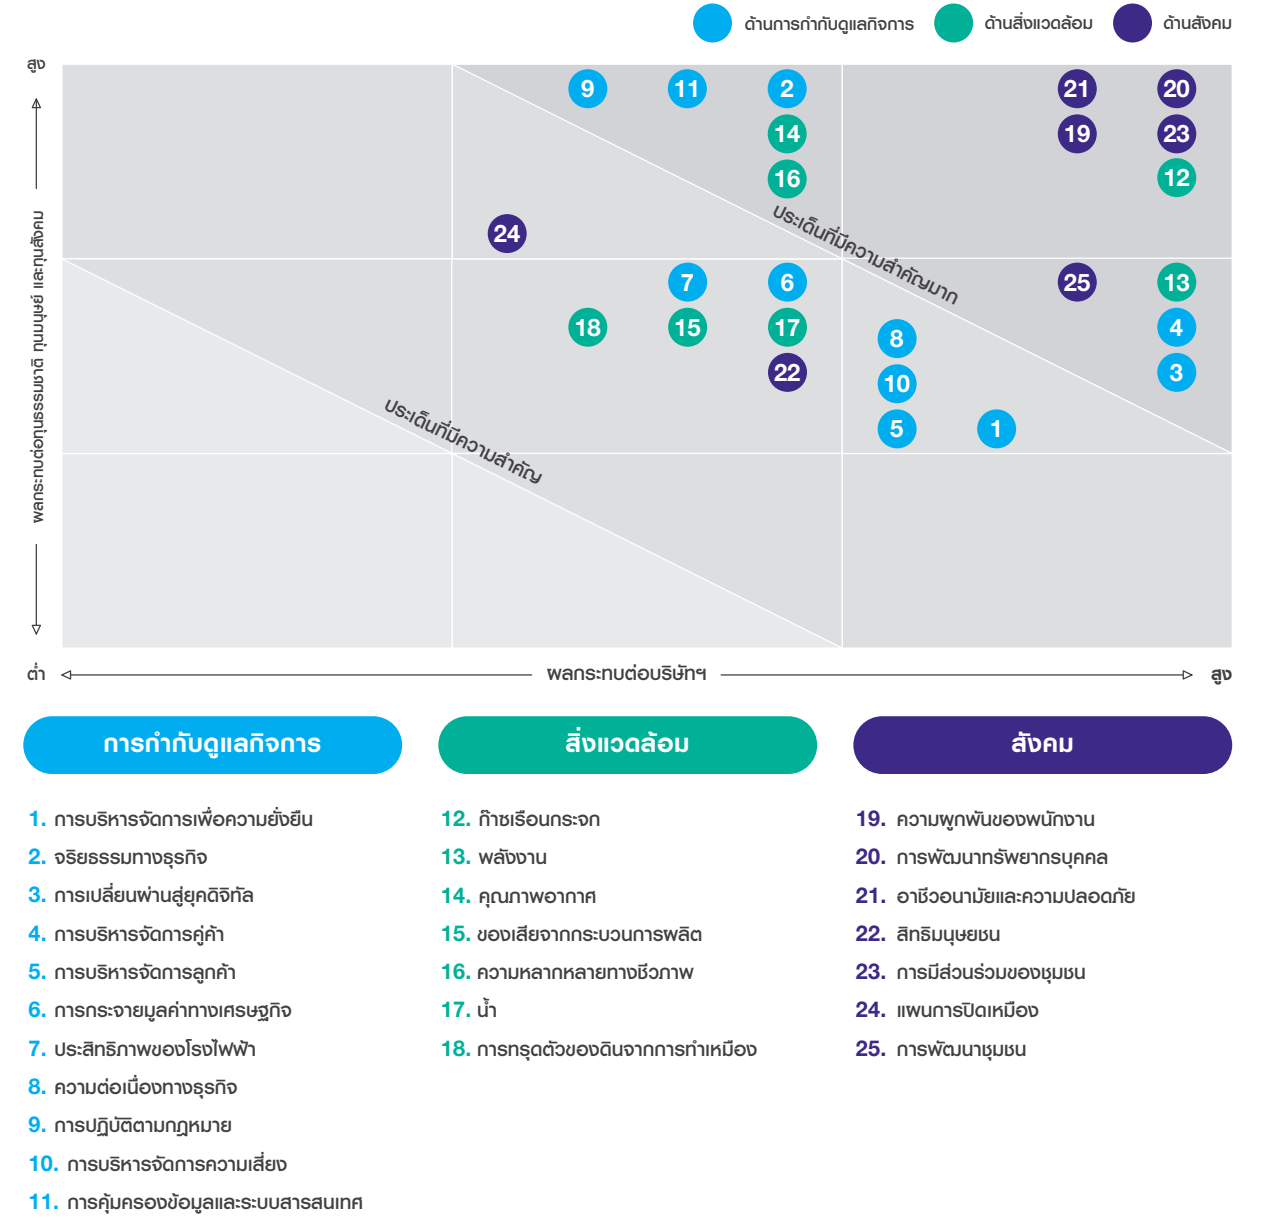 ด้านการกำกับดูแลกิจการ ด้านสิ่งแวดล้อม ด้านสังคม
สูง
9 11 2 21 20
14 19 23
16 12
24
7 6 25 13
18 15 17 8 4
22 10 3
5 1
ประเด็นที่มีความสำคัญมาก
ประเด็นที่มีความสำคัญ
ผลกระทบต่อทุนธรรมชาติ ทุนมนุษย์ และทุนสังคม
ต่ำ ผลกระทบต่อบริษัทฯ สูง
การกำกับดูแลกิจการ
1. การบริหารจัดการเพื่อความยั่งยืน
2. จริยธรรมทางธุรกิจ
3. การเปลี่ยนผ่านสู่ยุคดิจิทัล
4. การบริหารจัดการคู่ค้า
5. การบริหารจัดการลูกค้า
6. การกระจายมูลค่าทางเศรษฐกิจ
7. ประสิทธิภาพของโรงไฟฟ้า
8. ความต่อเนื่องทางธุรกิจ
9. การปฏิบัติตามกฎหมาย
10. การบริหารจัดการความเสี่ยง
11. การคุ้มครองข้อมูลและระบบสารสนเทศ
สิ่งแวดล้อม
12. ก๊าซเรือนกระจก
13. พลังงาน
14. คุณภาพอากาศ
15. ของเสียจากกระบวนการผลิต
16. ความหลากหลายทางชีวภาพ
17. น้ำ
18. การทรุดตัวของดินจากการทำเหมือง
สังคม
19. ความผูกพันของพนักงาน
20. การพัฒนาทรัพยากรบุคคล
21. อาชีวอนามัยและความปลอดภัย
22. สิทธิมนุษยชน
23. การมีส่วนร่วมของชุมชน
24. แผนการปิดเหมือง
25. การพัฒนาชุมชน